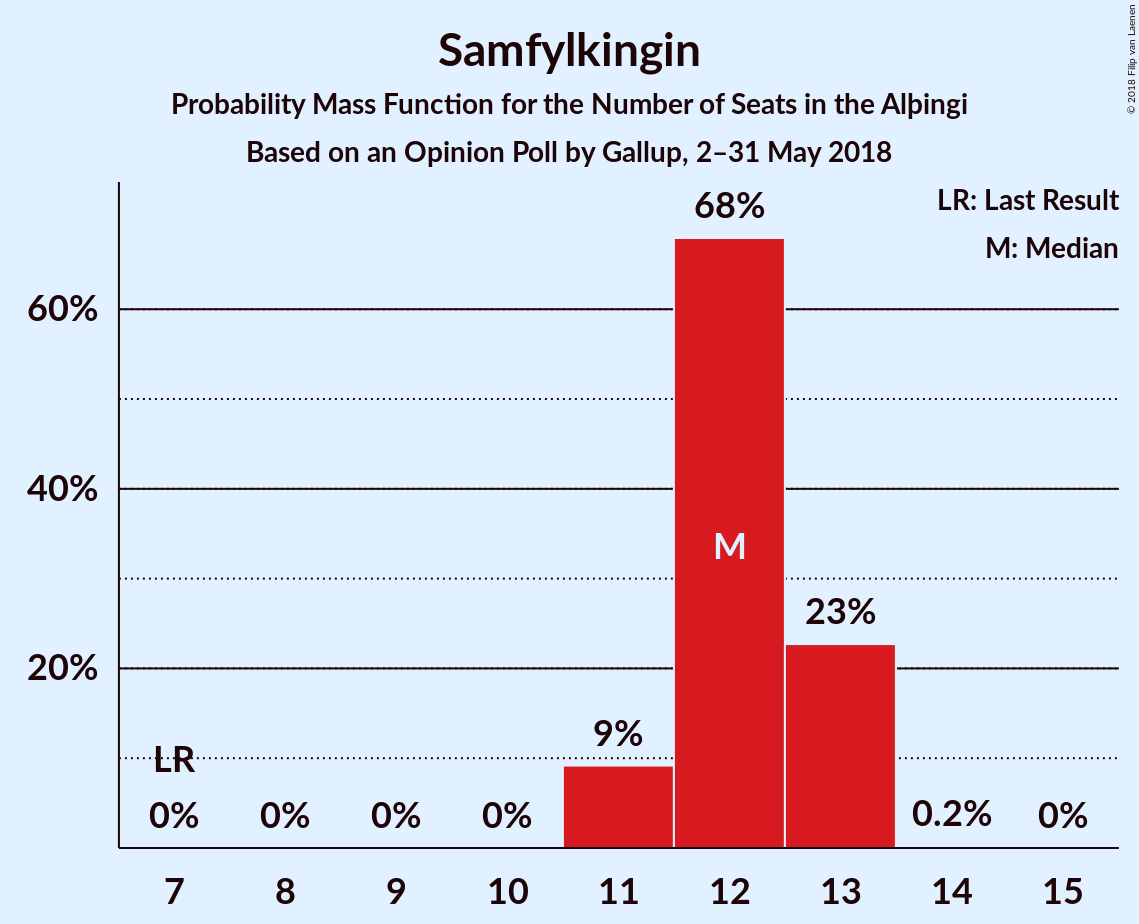 Samfylkingin
Probability Mass Function for the Number of Seats in the Alþingi
Based on an Opinion Poll by Gallup, 2–31 May 2018
© 2018 Filip van Laenen
LR: Last Result
M: Median
68%
60%
40%
M
23%
20%
9%
LR
0% 0% 0% 0% 0.2% 0%
7 8 9 10 11 12 13 14 15